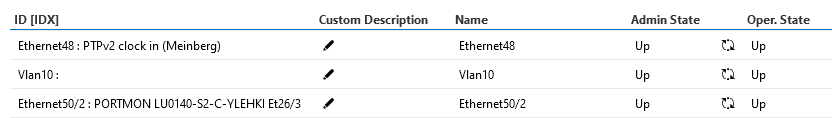 ID [IDX] Custom Description Name Admin State Oper. State
Ethernet48 : PTPv2 clock in (Meinberg) Ethernet48 Up Up
Vlan10 : Vlan10 Up Up
Ethernet50/2 : PORTMON LU0140-S2-C-YLEHKI Et26/3 Ethernet50/2 Up Up